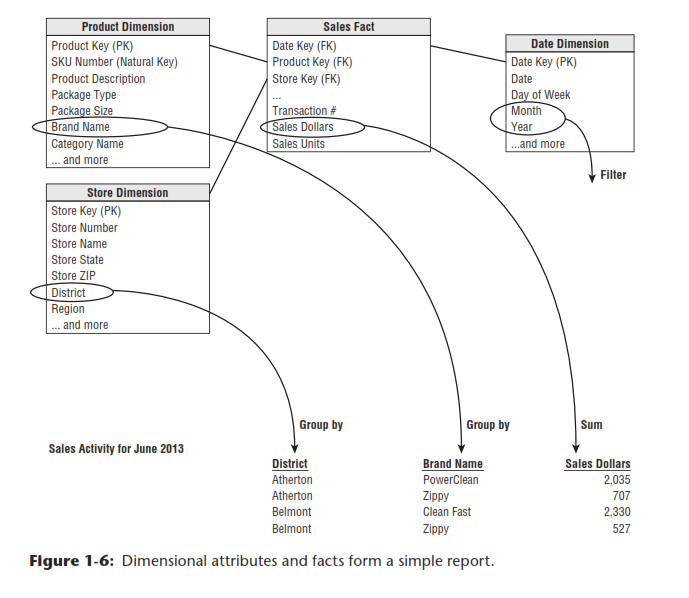 Product Dimension
Product Key (PK)
SKU Number (Natural Key)
Product Description
Package Type
Package Size
Brand Name
Category Name
... and more
Sales Fact
Date Key (FK)
Product Key (FK)
Store Key (FK)
...
Transaction #
Sales Dollars
Sales Units
Date Dimension
Date Key (PK)
Date
Day of Week
Month
Year
...and more
Filter
Store Dimension
Store Key (PK)
Store Number
Store Name
Store State
Store ZIP
District
Region
... and more
Group by
Group by
Sum
Sales Activity for June 2013
District Brand Name Sales Dollars
Atherton PowerClean 2,035
Atherton Zippy 707
Belmont Clean Fast 2,330
Belmont Zippy 527
Figure 1-6: Dimensional attributes and facts form a simple report.